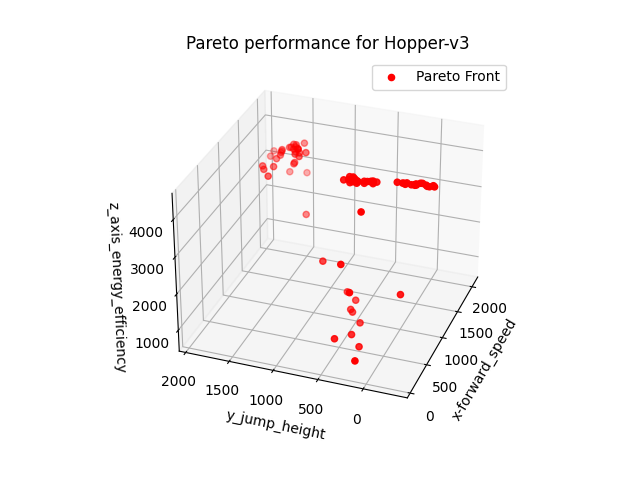 Pareto performance for Hopper-v3
Pareto Front
4000
3000
2000
1000
z_axis_energy_efficiency
2000
1500
1000
500
0
y_jump_height
2000
1500
1000
500
0
x-forward_speed